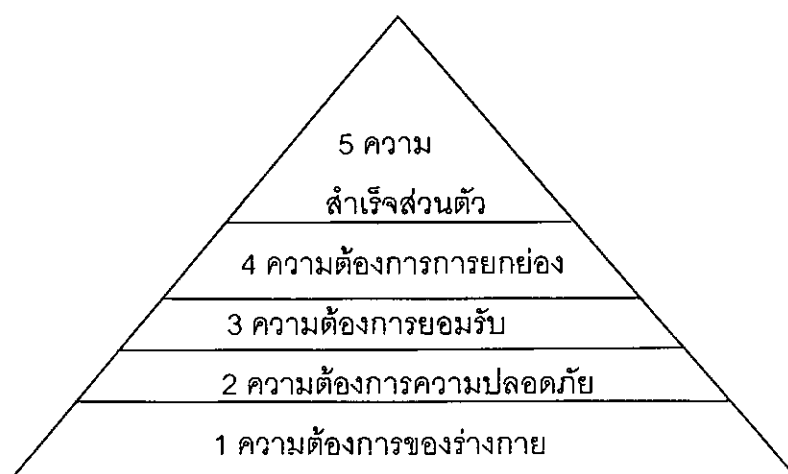 5 ความ
สำเร็จส่วนตัว
4 ความต้องการการยกย่อง
3 ความต้องการยอมรับ
2 ความต้องการความปลอดภัย
1 ความต้องการของร่างกาย